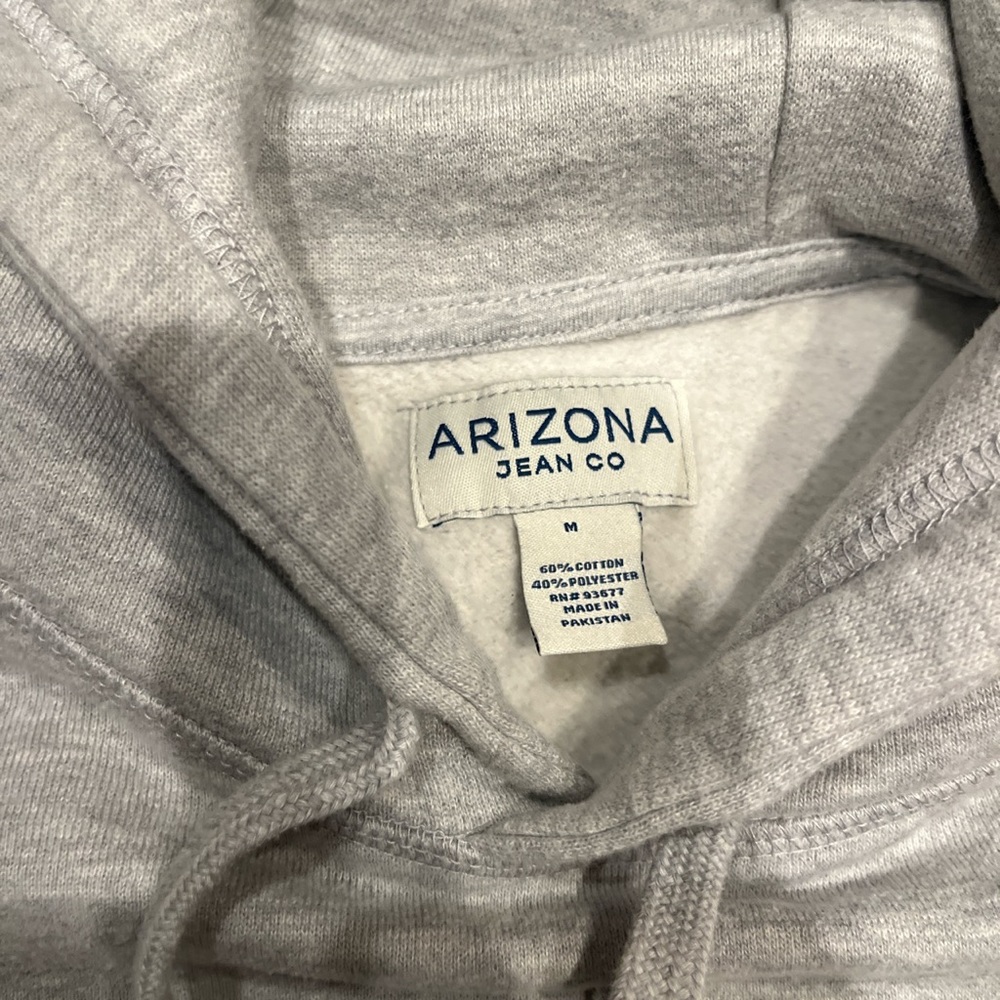 ARIZONA
JEAN CO
M
60% COTTON
40% POLYESTER
RN# 93677
MADE IN
PAKISTAN